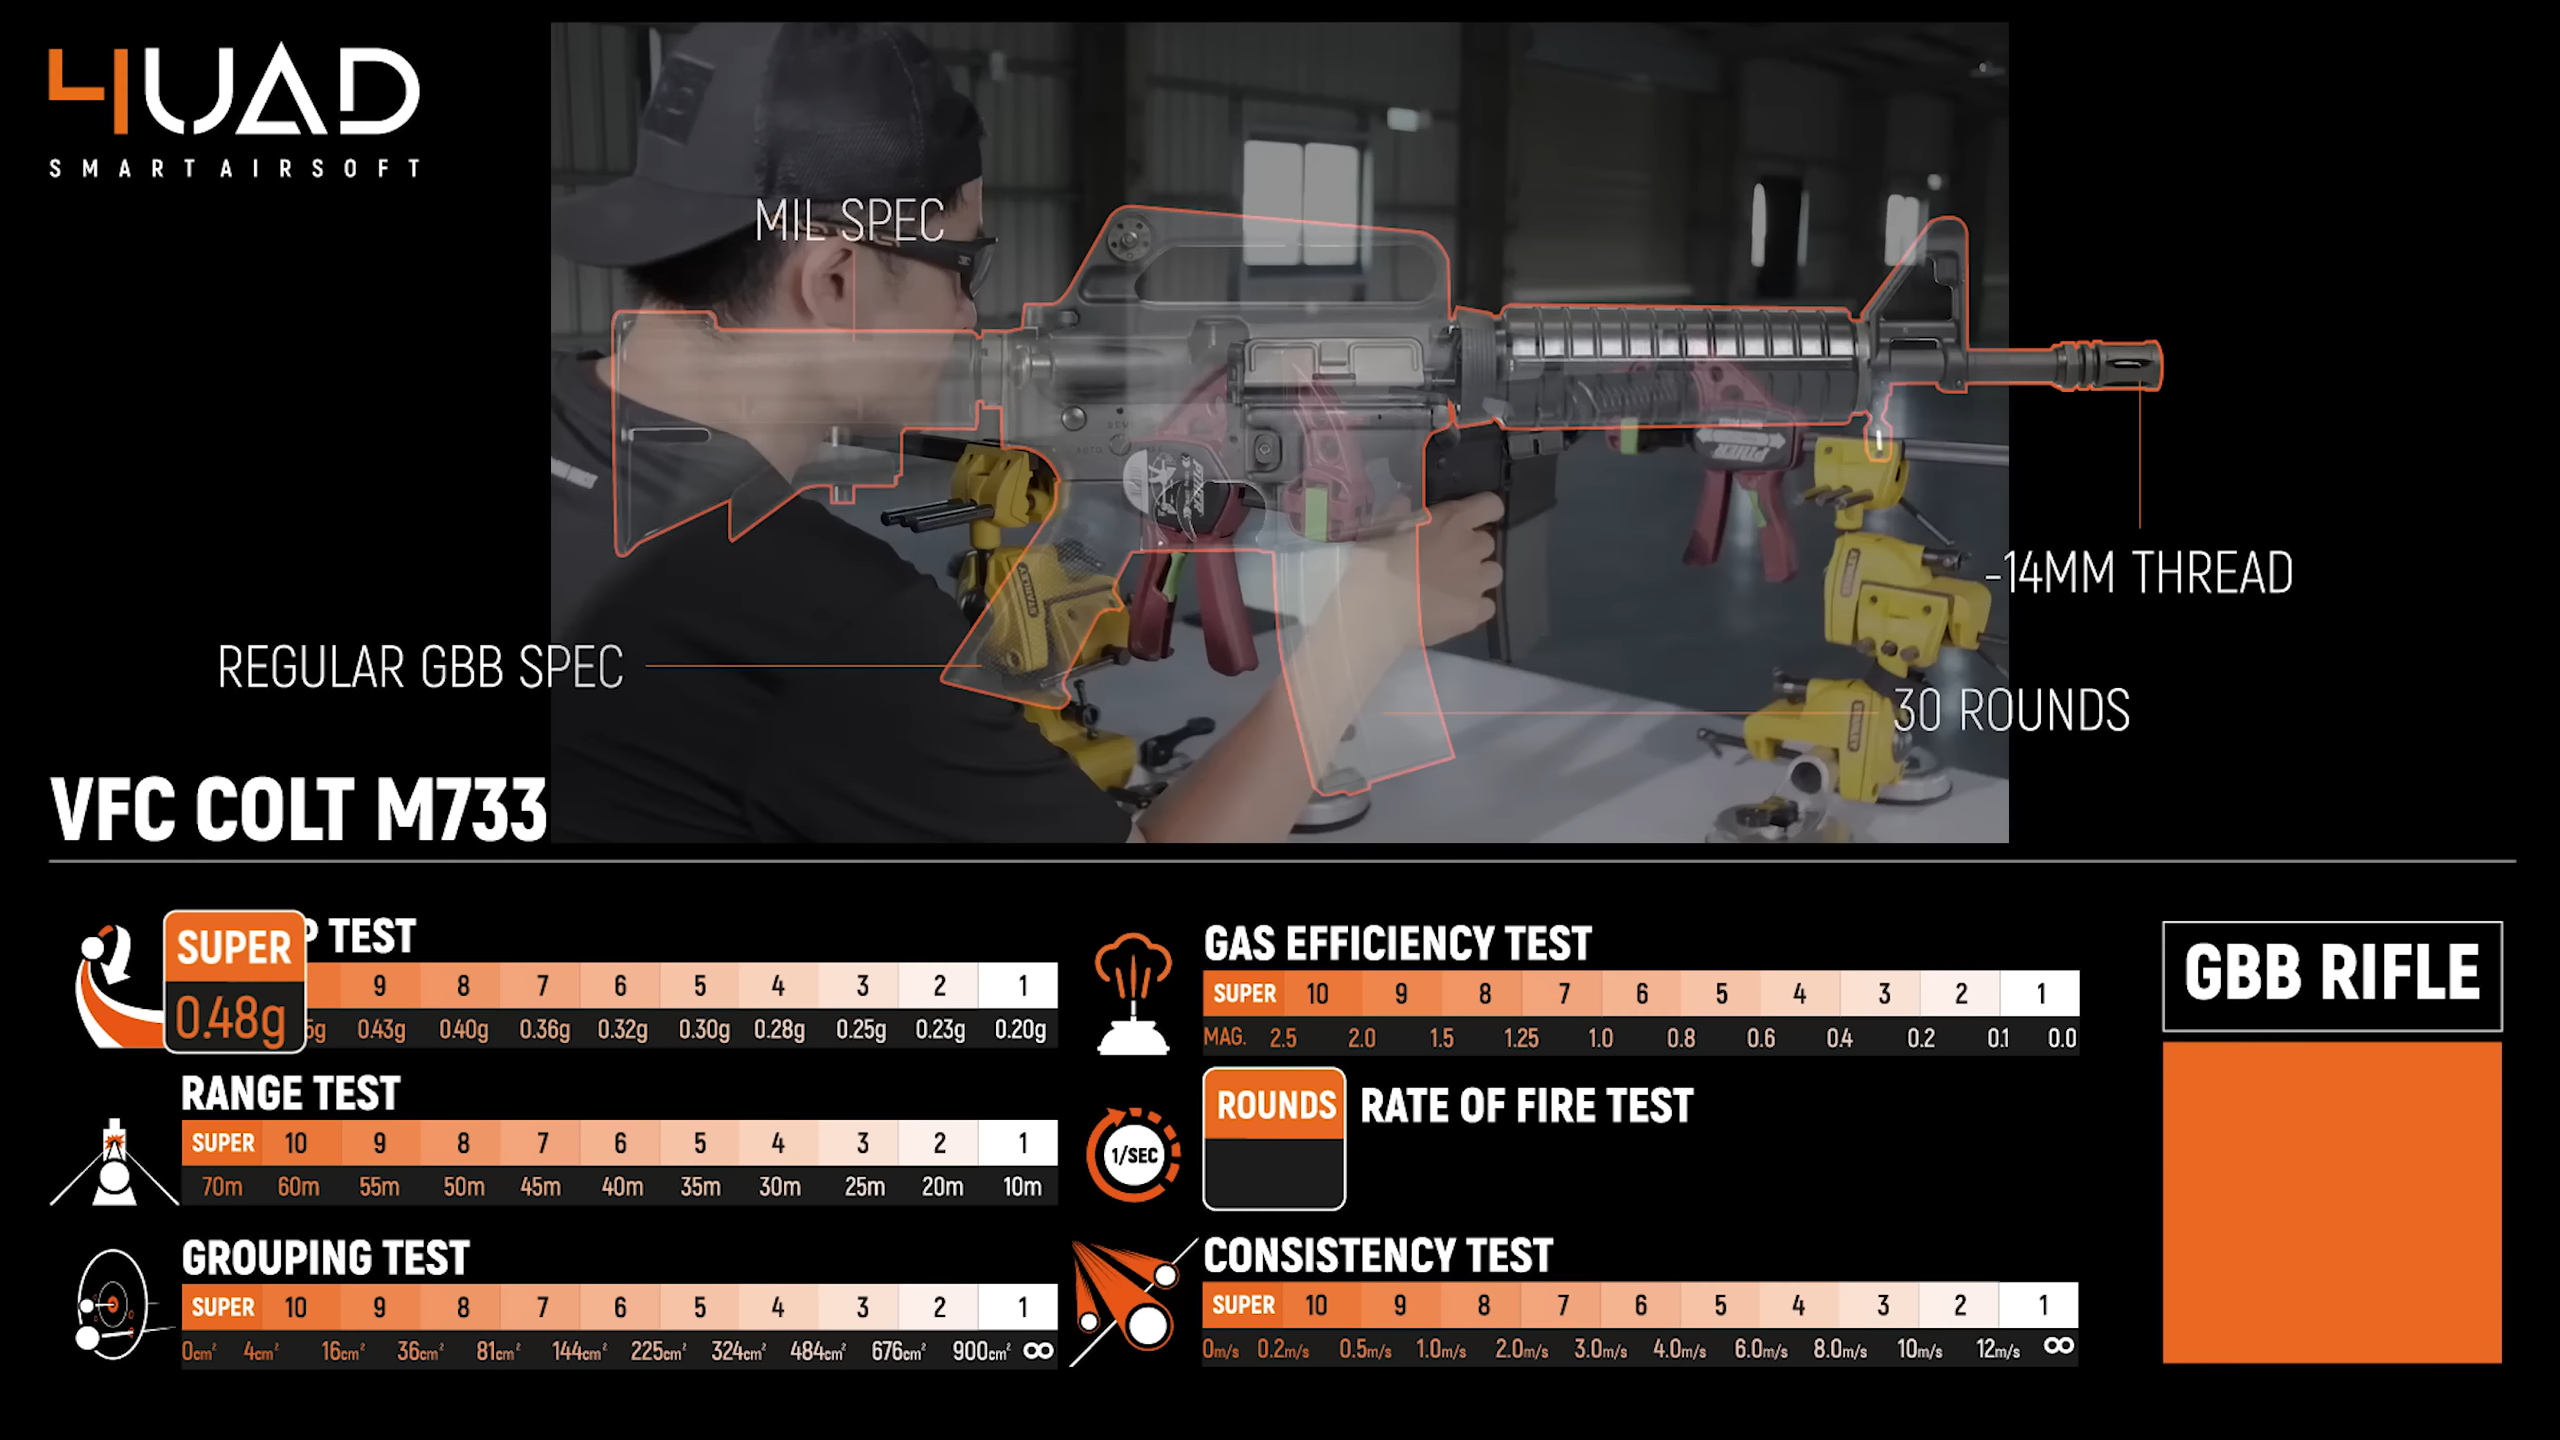 4UAD
SMART AIRSOFT
MIL SPEC
-14MM THREAD
REGULAR GBB SPEC
30 ROUNDS
VFC COLT M733
SUPER
P TEST
9 8 7 6 5 4 3 2 1
0.48g
5g 0.43g 0.40g 0.36g 0.32g 0.30g 0.28g 0.25g 0.23g 0.20g
RANGE TEST
SUPER 10 9 8 7 6 5 4 3 2 1
70m 60m 55m 50m 45m 40m 35m 30m 25m 20m 10m
GROUPING TEST
SUPER 10 9 8 7 6 5 4 3 2 1
0cm² 4cm² 16cm² 36cm² 81cm² 144cm² 225cm² 324cm² 484cm² 676cm² 900cm² ∞
GAS EFFICIENCY TEST
SUPER 10 9 8 7 6 5 4 3 2 1
MAG. 2.5 2.0 1.5 1.25 1.0 0.8 0.6 0.4 0.2 0.1 0.0
1/SEC
ROUNDS
RATE OF FIRE TEST
CONSISTENCY TEST
SUPER 10 9 8 7 6 5 4 3 2 1
0m/s 0.2m/s 0.5m/s 1.0m/s 2.0m/s 3.0m/s 4.0m/s 6.0m/s 8.0m/s 10m/s 12m/s ∞
GBB RIFLE